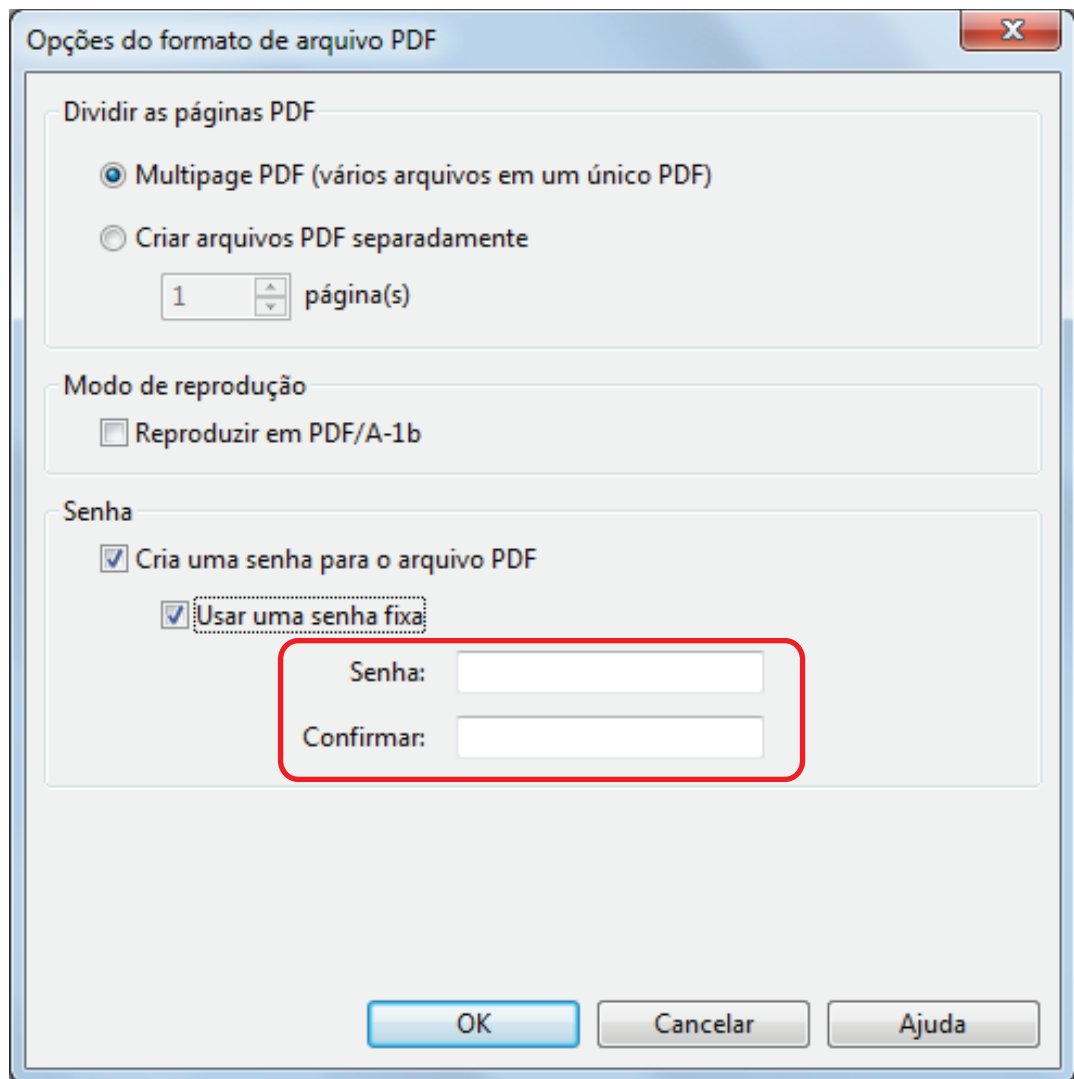 Opções do formato de arquivo PDF
Dividir as páginas PDF
Multipage PDF (vários arquivos em um único PDF)
Criar arquivos PDF separadamente
1 página(s)
Modo de reprodução
Reproduzir em PDF/A-1b
Senha
Cria uma senha para o arquivo PDF
Usar uma senha fixa
Senha:
Confirmar:
OK Cancelar Ajuda